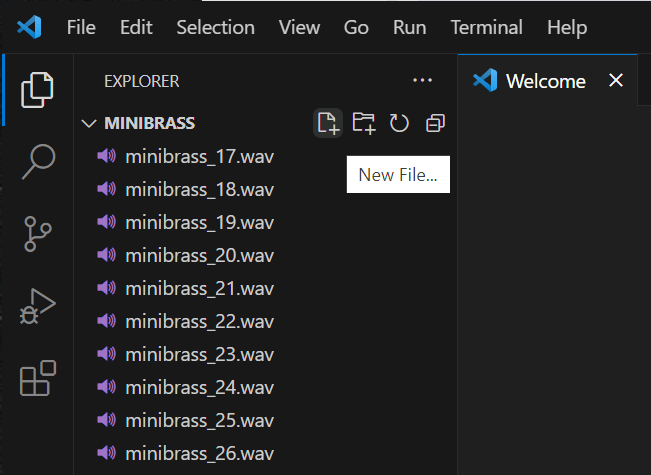 File Edit Selection View Go Run Terminal Help
EXPLORER
Welcome
MINIBRASS
minibrass_17.wav
New File...
minibrass_18.wav
minibrass_19.wav
minibrass_20.wav
minibrass_21.wav
minibrass_22.wav
minibrass_23.wav
minibrass_24.wav
minibrass_25.wav
minibrass_26.wav